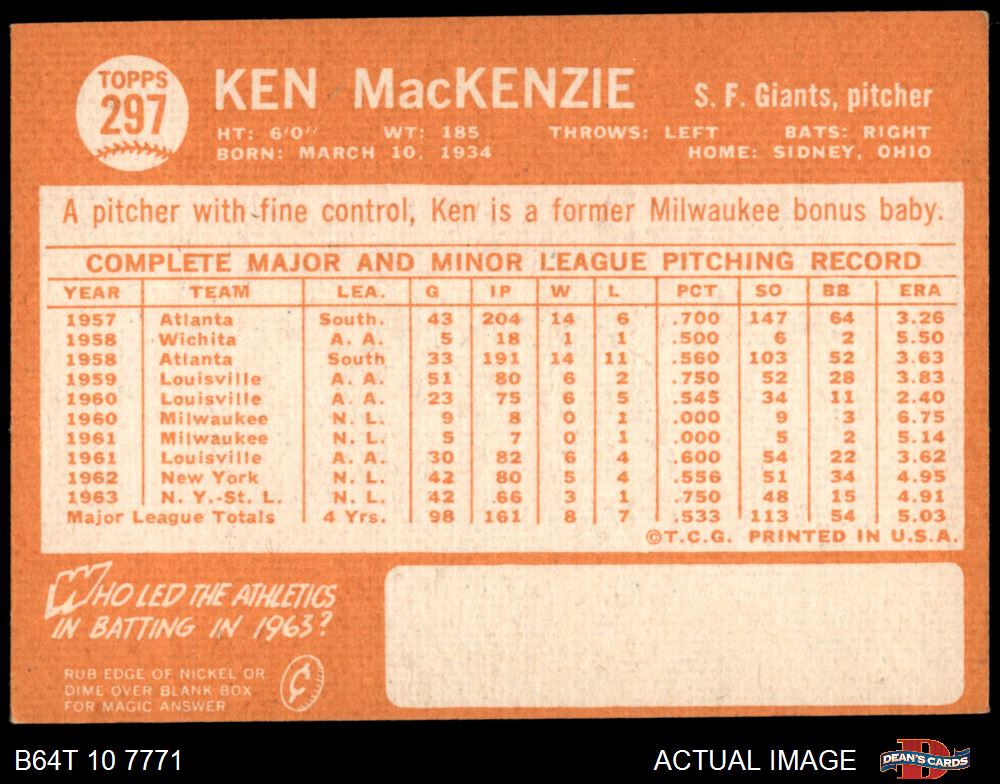 TOPPS
297
KEN MacKENZIE
S. F. Giants, pitcher
HT: 6'0" WT: 185 THROWS: LEFT BATS: RIGHT
BORN: MARCH 10, 1934 HOME: SIDNEY, OHIO
A pitcher with fine control, Ken is a former Milwaukee bonus baby.
COMPLETE MAJOR AND MINOR LEAGUE PITCHING RECORD
YEAR TEAM LEA. G IP W L PCT SO BB ERA
1957 Atlanta South. 43 204 14 6 .700 147 64 3.26
1958 Wichita A. A. 5 18 1 1 .500 6 2 5.50
1958 Atlanta South 33 191 14 11 .560 103 52 3.63
1959 Louisville A. A. 51 80 6 2 .750 52 28 3.83
1960 Louisville A. A. 23 75 6 5 .545 34 11 2.40
1960 Milwaukee N. L. 9 8 0 1 .000 9 3 6.75
1961 Milwaukee N. L. 5 7 0 1 .000 5 2 5.14
1961 Louisville A. A. 30 82 6 4 .600 54 22 3.62
1962 New York N. L. 42 80 5 4 .556 51 34 4.95
1963 N. Y.-St. L. N. L. 42 66 3 1 .750 48 15 4.91
Major League Totals 4 Yrs. 98 161 8 7 .533 113 54 5.03
©T.C.G. PRINTED IN U.S.A.
WHO LED THE ATHLETICS
IN BATTING IN 1963?
RUB EDGE OF NICKEL OR
DIME OVER BLANK BOX
FOR MAGIC ANSWER
¢
B64T 10 7771
ACTUAL IMAGE
DEAN'S CARDS